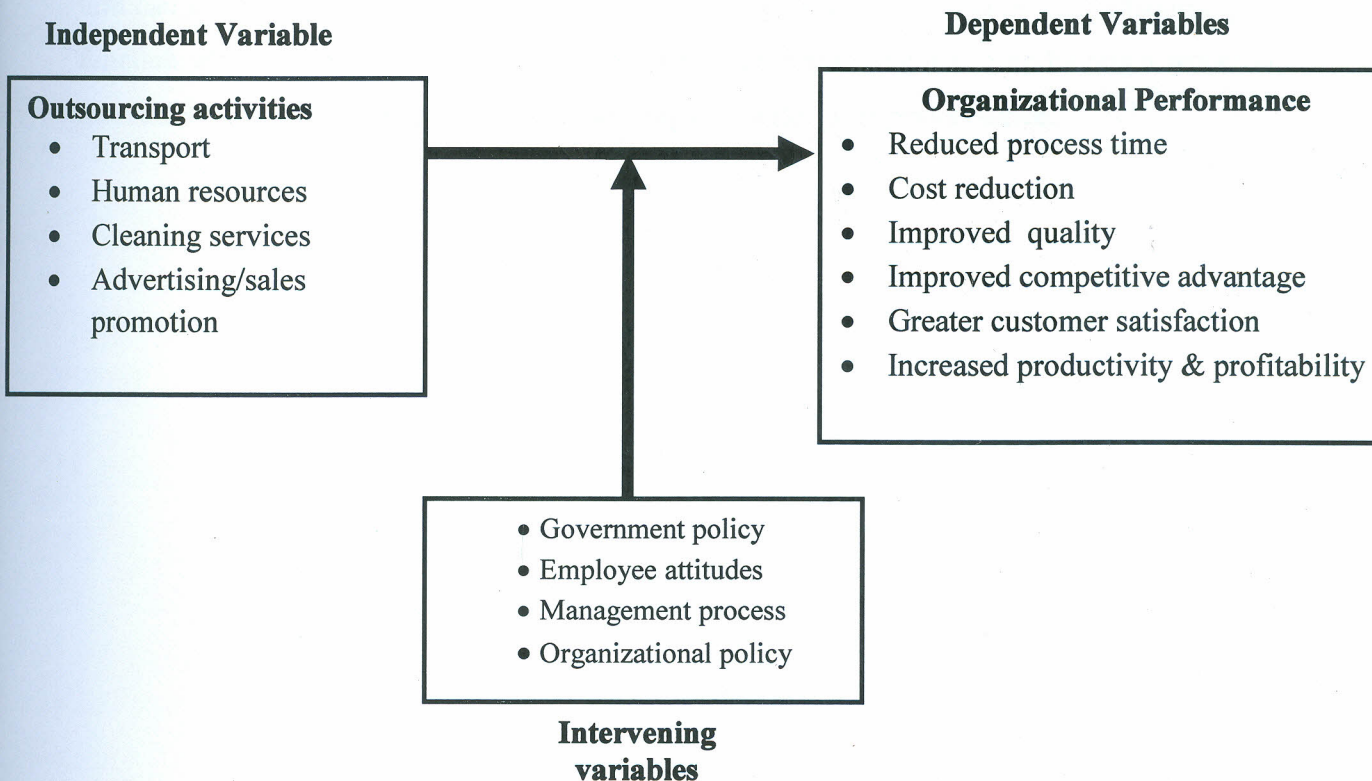 Independent Variable
Outsourcing activities
• Transport
• Human resources
• Cleaning services
• Advertising/sales
promotion
Dependent Variables
Organizational Performance
• Reduced process time
• Cost reduction
• Improved quality
• Improved competitive advantage
• Greater customer satisfaction
• Increased productivity & profitability
• Government policy
• Employee attitudes
• Management process
• Organizational policy
Intervening
variables